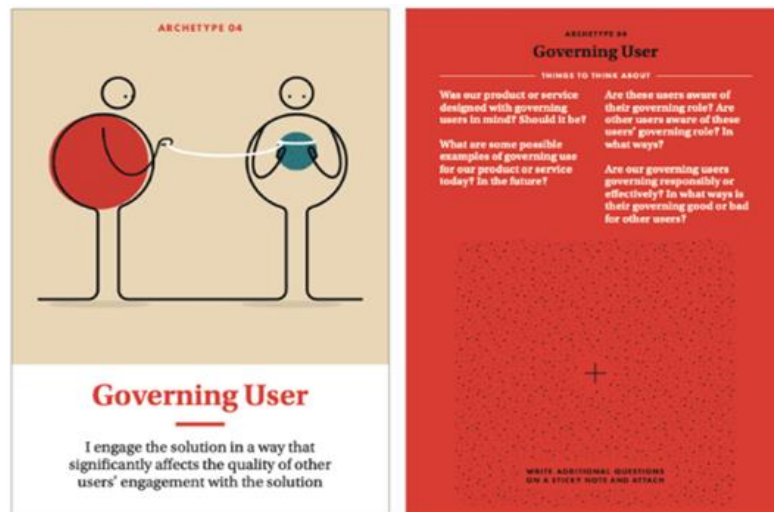 ARCHETYPE 04
Governing User
I engage the solution in a way that
significantly affects the quality of other
users' engagement with the solution
ARCHETYPE 04
Governing User
THINGS TO THINK ABOUT
Was our product or service
designed with governing
users in mind? Should it be?
What are some possible
examples of governing use
for our product or service
today? In the future?
Are these users aware of
their governing role? Are
other users aware of these
users' governing role? In
what ways?
Are our governing users
governing responsibly or
effectively? In what ways is
their governing good or bad
for other users?
WRITE ADDITIONAL QUESTIONS
ON A STICKY NOTE AND ATTACH